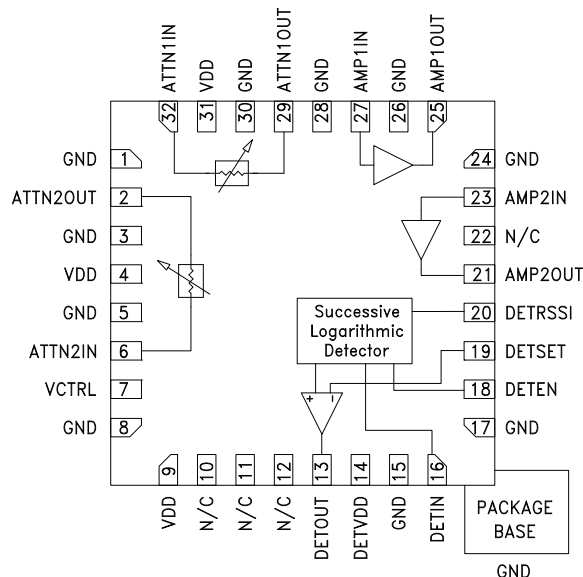 ATTN1IN
VDD
GND
ATTN1OUT
GND
AMP1IN
GND
AMP1OUT
32
31
30
29
28
27
26
25
GND 1
ATTN2OUT 2
GND 3
VDD 4
GND 5
ATTN2IN 6
VCTRL 7
GND 8
24 GND
23 AMP2IN
22 N/C
21 AMP2OUT
20 DETRSSI
19 DETSET
18 DETEN
17 GND
Successive
Logarithmic
Detector
+ −
9
10
11
12
13
14
15
16
VDD
N/C
N/C
N/C
DETOUT
DETVDD
GND
DETIN
PACKAGE
BASE
GND